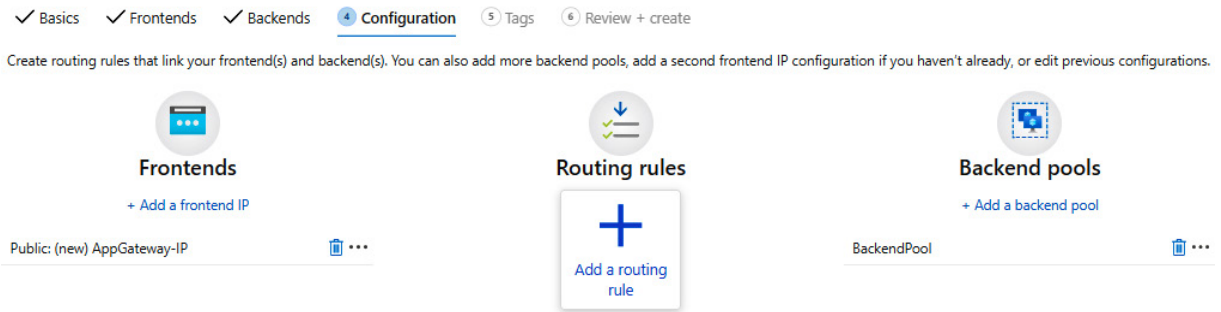 Basics Frontends Backends 4 Configuration 5 Tags 6 Review + create
Create routing rules that link your frontend(s) and backend(s). You can also add more backend pools, add a second frontend IP configuration if you haven't already, or edit previous configurations.
Frontends
+ Add a frontend IP
Public: (new) AppGateway-IP
Routing rules
Add a routing
rule
Backend pools
+ Add a backend pool
BackendPool